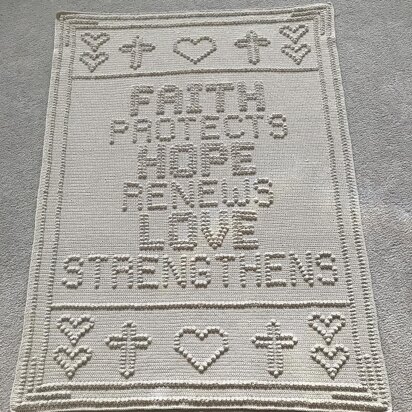 FAITH
PROTECTS
HOPE
RENEWS
LOVE
STRENGTHENS